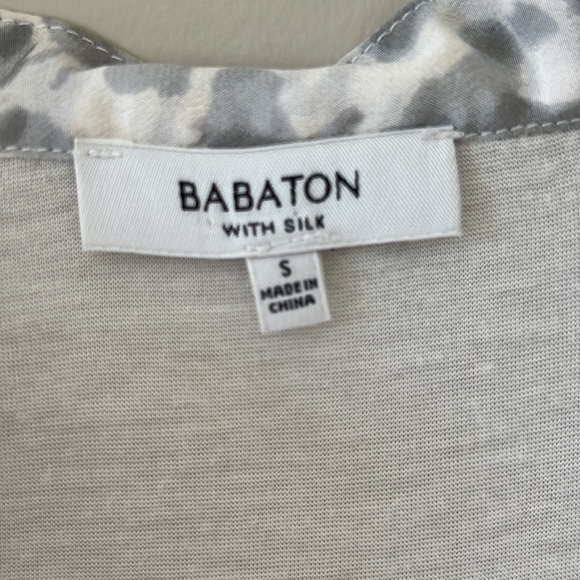 BABATON
WITH SILK
S
MADE IN
CHINA